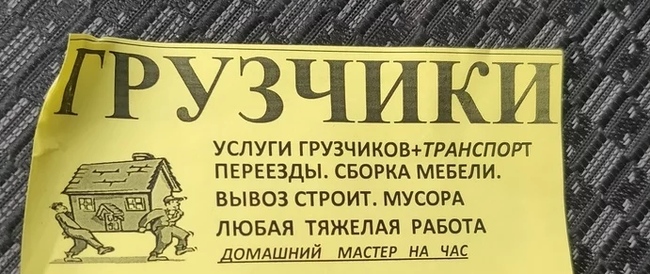 ГРУЗЧИКИ
УСЛУГИ ГРУЗЧИКОВ+ТРАНСПОРТ
ПЕРЕЕЗДЫ. СБОРКА МЕБЕЛИ.
ВЫВОЗ СТРОИТ. МУСОРА
ЛЮБАЯ ТЯЖЕЛАЯ РАБОТА
ДОМАШНИЙ МАСТЕР НА ЧАС